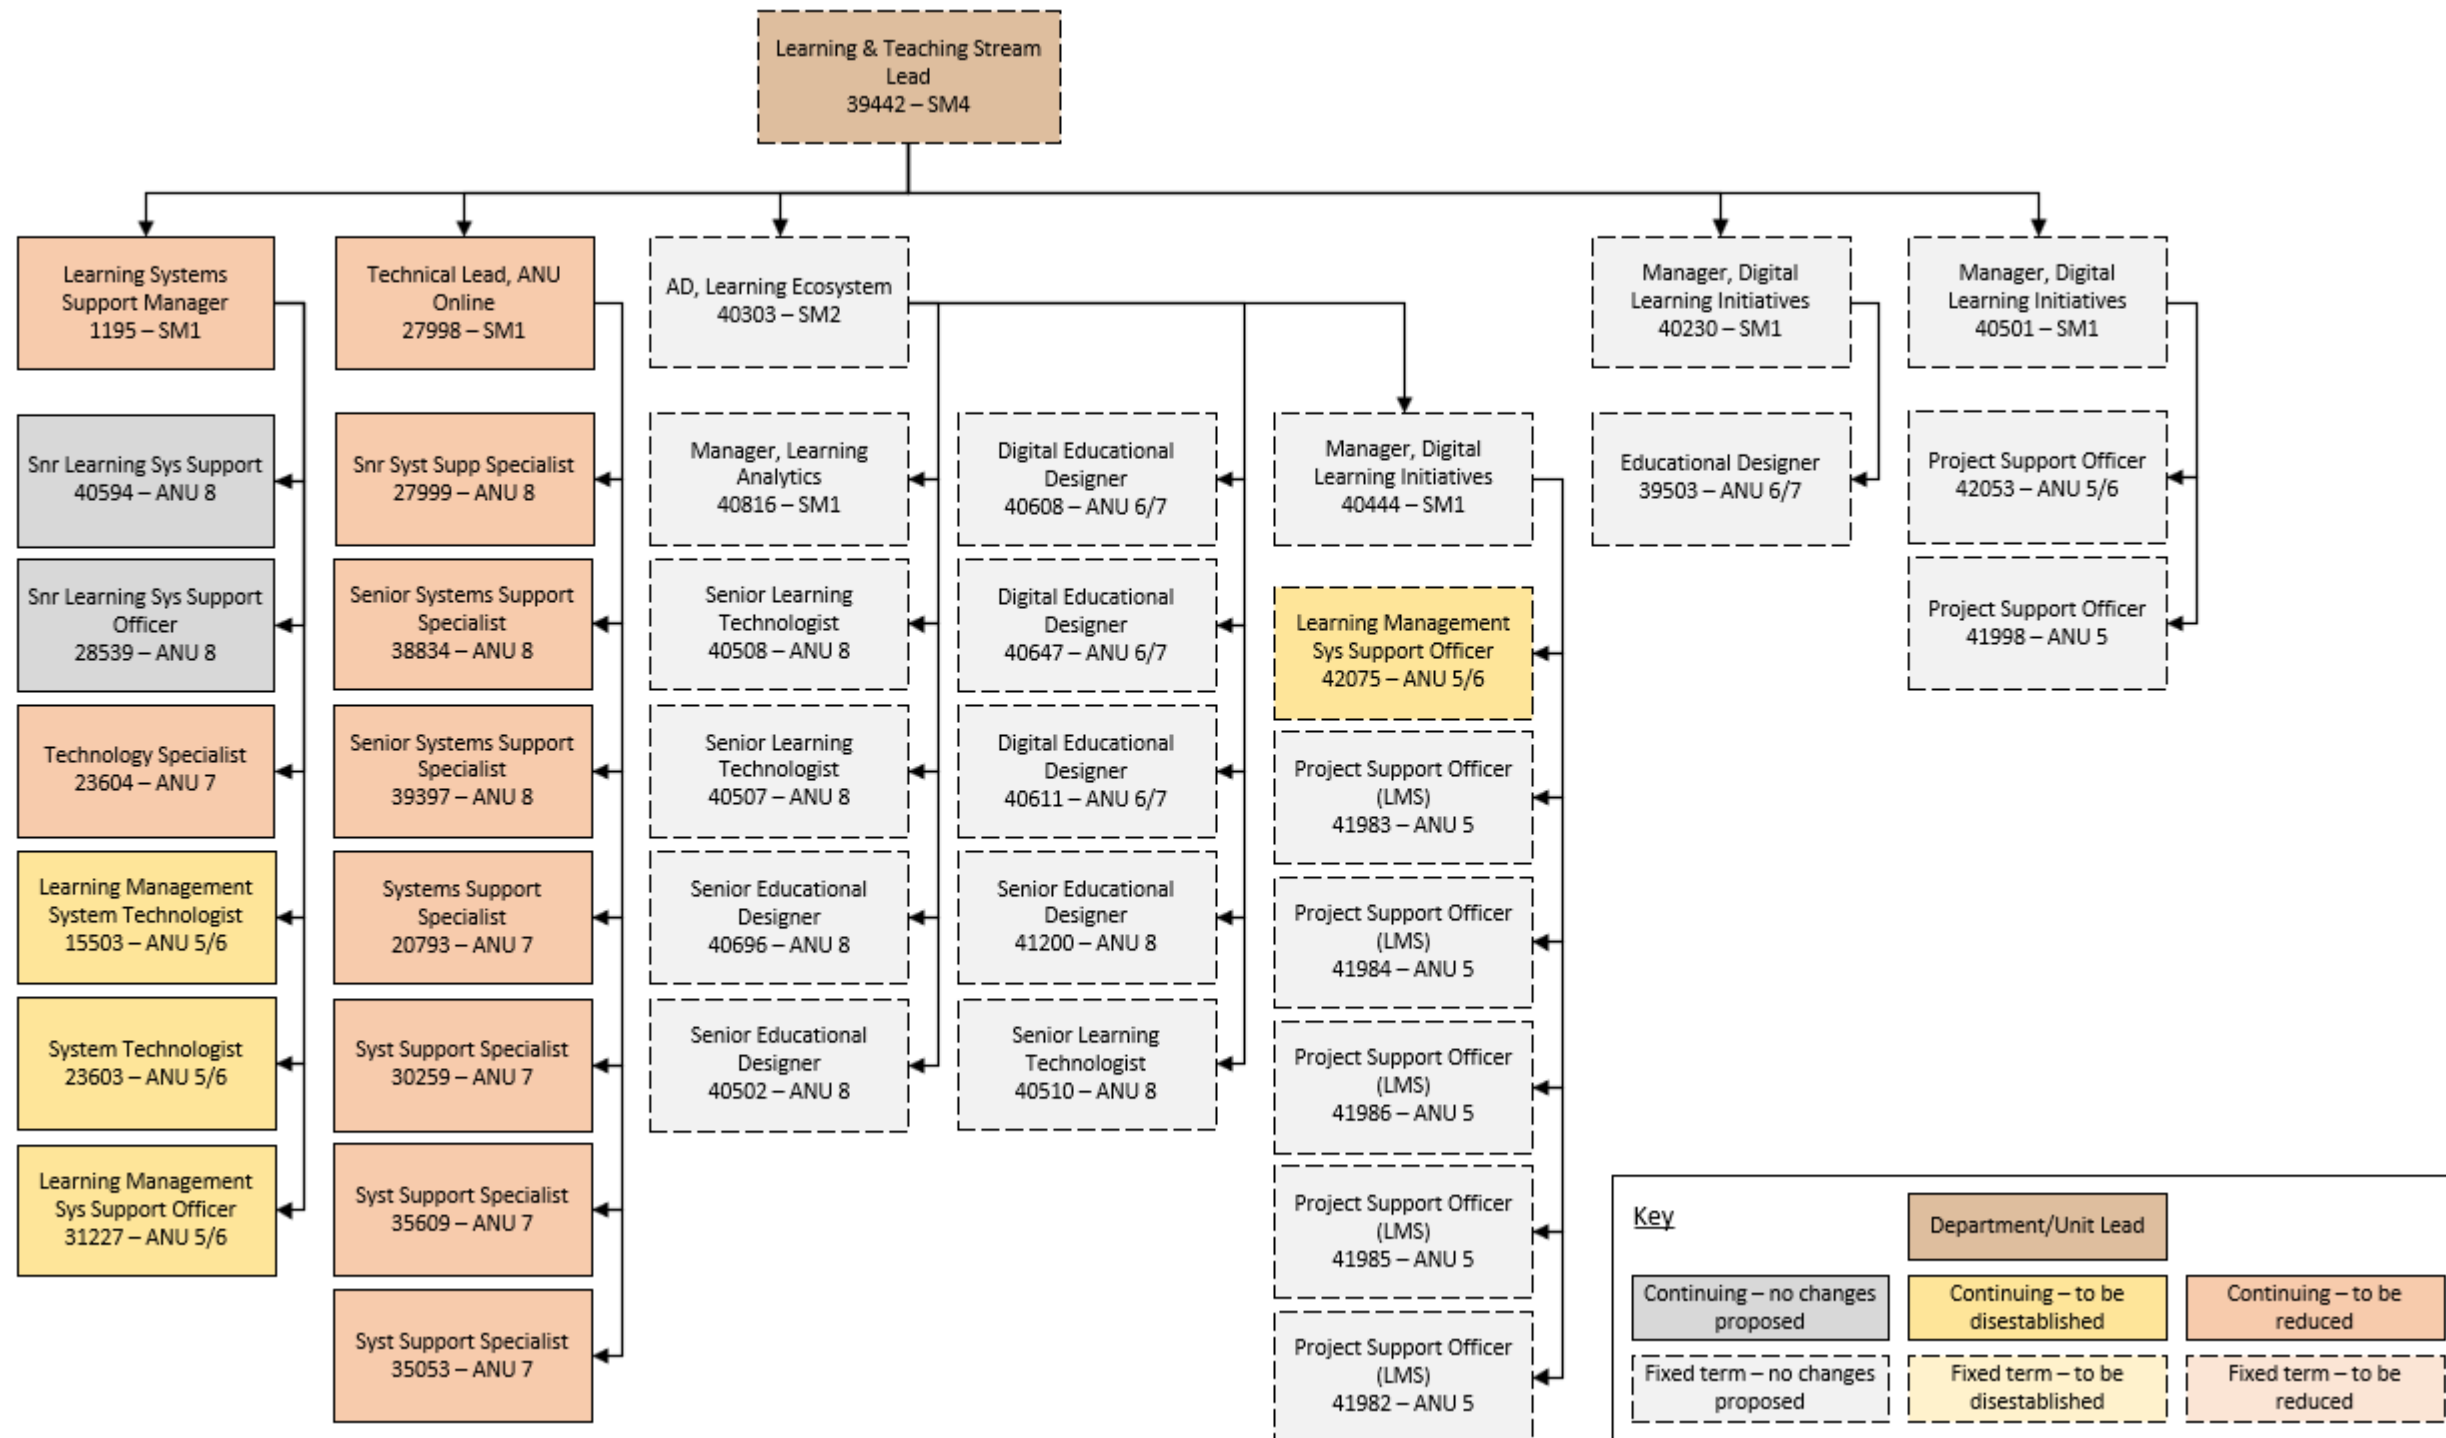 Learning & Teaching Stream
Lead
39442 – SM4
Learning Systems
Support Manager
1195 – SM1
Technical Lead, ANU
Online
27998 – SM1
AD, Learning Ecosystem
40303 – SM2
Manager, Digital
Learning Initiatives
40230 – SM1
Manager, Digital
Learning Initiatives
40501 – SM1
Snr Learning Sys Support
40594 – ANU 8
Snr Learning Sys Support
Officer
28539 – ANU 8
Technology Specialist
23604 – ANU 7
Learning Management
System Technologist
15503 – ANU 5/6
System Technologist
23603 – ANU 5/6
Learning Management
Sys Support Officer
31227 – ANU 5/6
Snr Syst Supp Specialist
27999 – ANU 8
Senior Systems Support
Specialist
38834 – ANU 8
Senior Systems Support
Specialist
39397 – ANU 8
Systems Support
Specialist
20793 – ANU 7
Syst Support Specialist
30259 – ANU 7
Syst Support Specialist
35609 – ANU 7
Syst Support Specialist
35053 – ANU 7
Manager, Learning
Analytics
40816 – SM1
Senior Learning
Technologist
40508 – ANU 8
Senior Learning
Technologist
40507 – ANU 8
Senior Educational
Designer
40696 – ANU 8
Senior Educational
Designer
40502 – ANU 8
Digital Educational
Designer
40608 – ANU 6/7
Digital Educational
Designer
40647 – ANU 6/7
Digital Educational
Designer
40611 – ANU 6/7
Senior Educational
Designer
41200 – ANU 8
Senior Learning
Technologist
40510 – ANU 8
Manager, Digital
Learning Initiatives
40444 – SM1
Learning Management
Sys Support Officer
42075 – ANU 5/6
Project Support Officer
(LMS)
41983 – ANU 5
Project Support Officer
(LMS)
41984 – ANU 5
Project Support Officer
(LMS)
41986 – ANU 5
Project Support Officer
(LMS)
41985 – ANU 5
Project Support Officer
(LMS)
41982 – ANU 5
Educational Designer
39503 – ANU 6/7
Project Support Officer
42053 – ANU 5/6
Project Support Officer
41998 – ANU 5
Key
Department/Unit Lead
Continuing – no changes
proposed
Continuing – to be
disestablished
Continuing – to be
reduced
Fixed term – no changes
proposed
Fixed term – to be
disestablished
Fixed term – to be
reduced